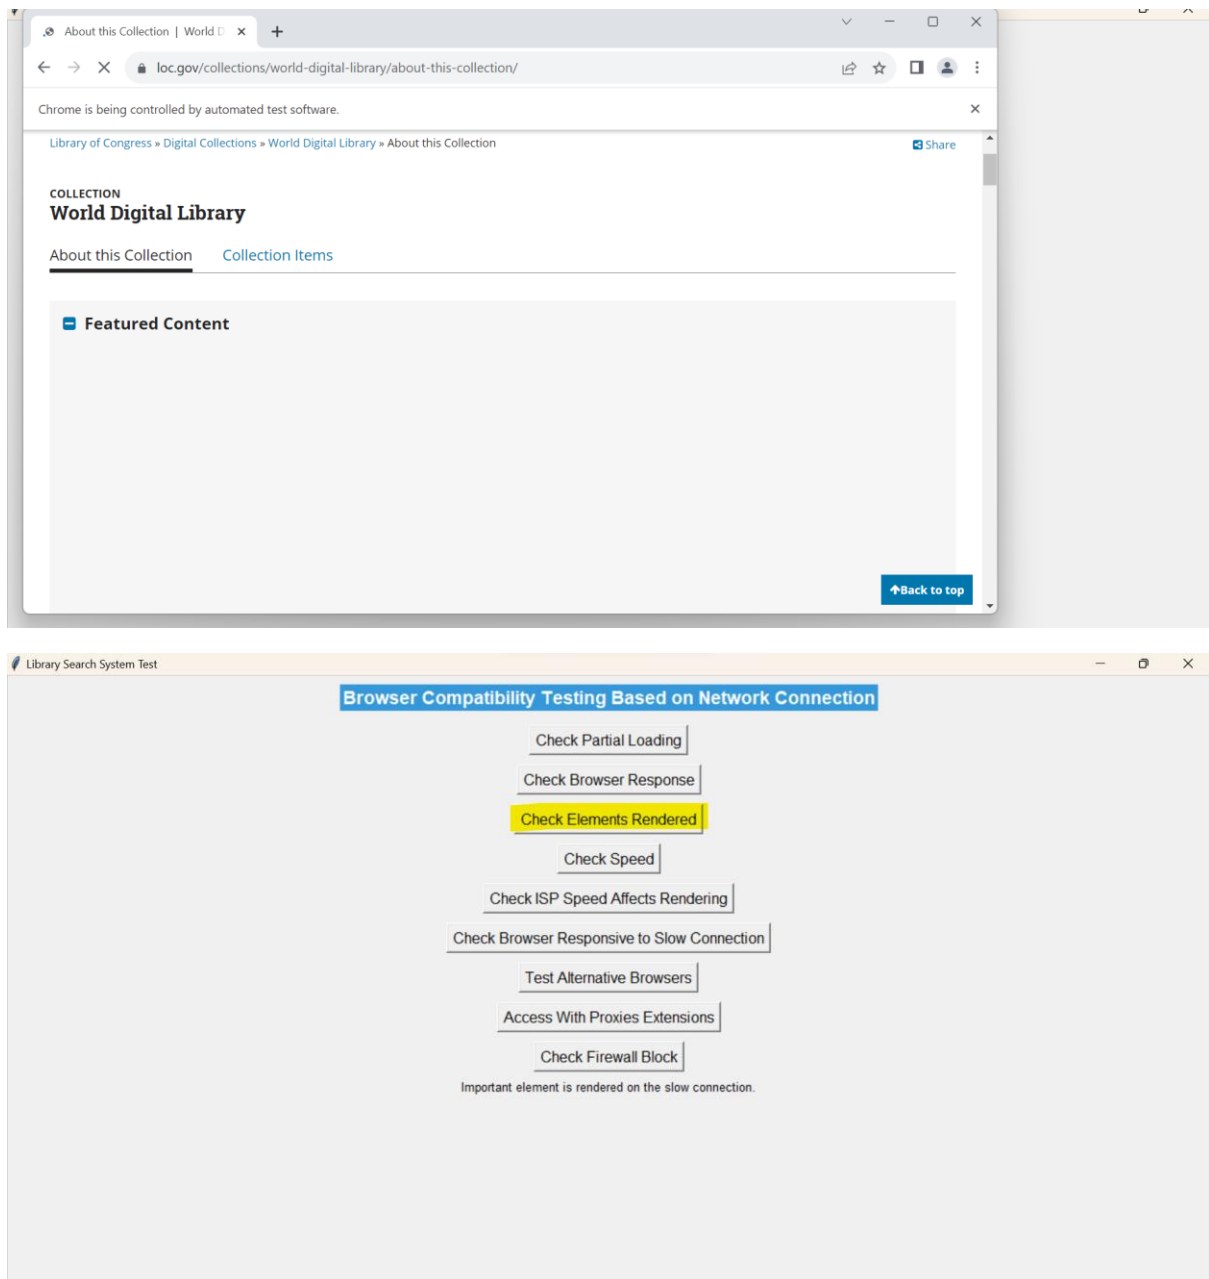 About this Collection | World D
loc.gov/collections/world-digital-library/about-this-collection/
Chrome is being controlled by automated test software.
Library of Congress » Digital Collections » World Digital Library » About this Collection
Share
COLLECTION
World Digital Library
About this Collection Collection Items
Featured Content
Back to top
Library Search System Test
Browser Compatibility Testing Based on Network Connection
Check Partial Loading
Check Browser Response
Check Elements Rendered
Check Speed
Check ISP Speed Affects Rendering
Check Browser Responsive to Slow Connection
Test Alternative Browsers
Access With Proxies Extensions
Check Firewall Block
Important element is rendered on the slow connection.